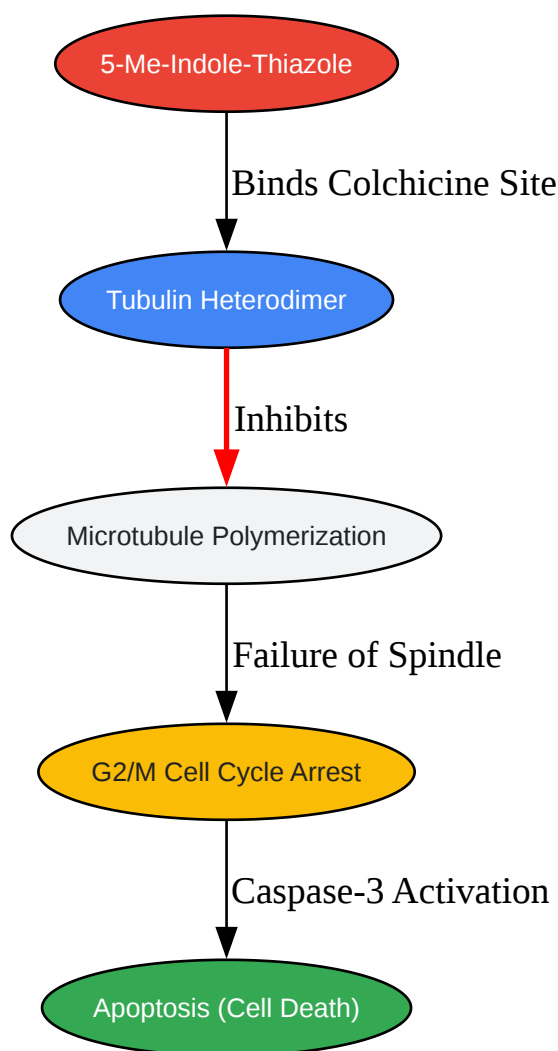 5-Me-Indole-Thiazole
Binds Colchicine Site
Tubulin Heterodimer
Inhibits
Microtubule Polymerization
Failure of Spindle
G2/M Cell Cycle Arrest
Caspase-3 Activation
Apoptosis (Cell Death)